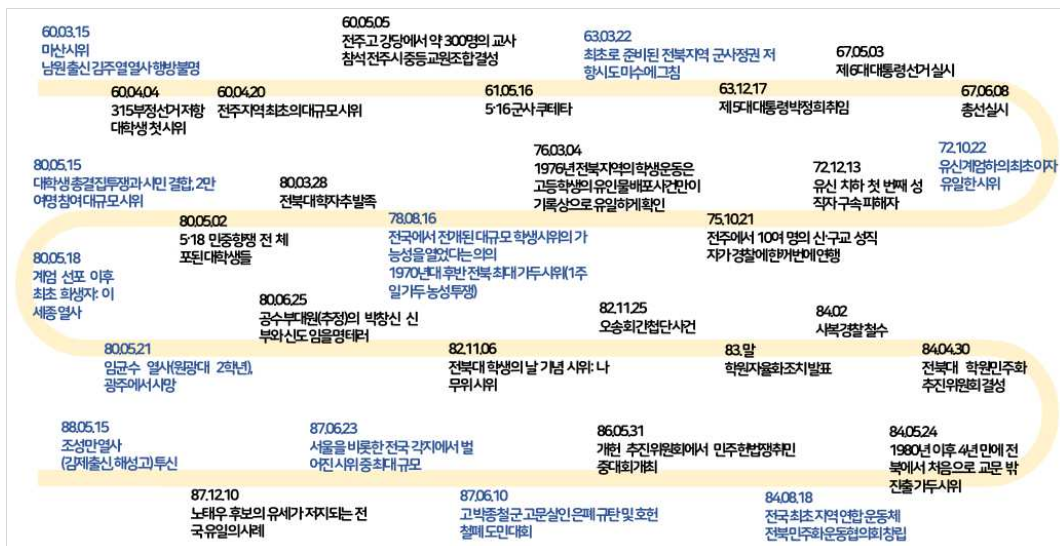 60.03.15
마산시위
남원 출신 김주열 열사 행방불명
60.04.04
3·15부정선거 저항
대학생 첫 시위
60.04.20
전주지역 최초의 대규모 시위
60.05.05
전주고 강당에서 약 300명의 교사
참석 전주시 중등교원조합 결성
61.05.16
5·16 군사 쿠테타
63.03.22
최초로 준비된 전북지역 군사정권 저
항시도 미수에 그침
63.12.17
제5대 대통령 박정희 취임
67.05.03
제6대 대통령 선거 실시
67.06.08
총선실시
72.10.22
유신계엄하의 최초이자
유일한 시위
72.12.13
유신 치하 첫 번째 성
직자 구속 피해자
75.10.21
전주에서 10여 명의 신·구교 성직
자가 경찰에 한꺼번에 연행
76.03.04
1976년 전북지역의 학생운동은
고등학생의 유인물 배포사건만이
기록상으로 유일하게 확인
78.08.16
전국에서 전개된 대규모 학생시위의 가
능성을 열었다는 의의
1970년대 후반 전북 최대 가두시위(1주
일 가두 농성 투쟁)
80.03.28
전북대 학자추 발족
80.05.02
5·18 민중항쟁 전 체
포된 대학생들
80.05.15
대학생 총결집투쟁과 시민 결합, 2만
여명 참여 대규모 시위
80.05.18
계엄 선포 이후
최초 희생자: 이
세종 열사
80.05.21
임균수 열사(원광대 2학년),
광주에서 사망
80.06.25
공수부대원(추정)의 박창신 신
부와 신도 임을명 테러
82.11.06
전북대 학생의 날 기념 시위: 나
무위 시위
82.11.25
오송회 간첩단 사건
83.말
학원자율화조치 발표
84.02
사복경찰 철수
84.04.30
전북대 학원민주화
추진위원회 결성
84.05.24
1980년 이후 4년 만에 전
북에서 처음으로 교문 밖
진출 가두시위
84.08.18
전국 최초 지역 연합 운동체
전북민주화운동협의회 창립
86.05.31
개헌 추진위원회에서 민주헌법쟁취 민
중대회 개최
87.06.10
고 박종철 군 고문살인 은폐 규탄 및 호헌
철폐 도민대회
87.06.23
서울을 비롯한 전국 각지에서 벌
어진 시위 중 최대 규모
87.12.10
노태우 후보의 유세가 저지되는 전
국 유일의 사례
88.05.15
조성만 열사
(김제출신, 해성고) 투신